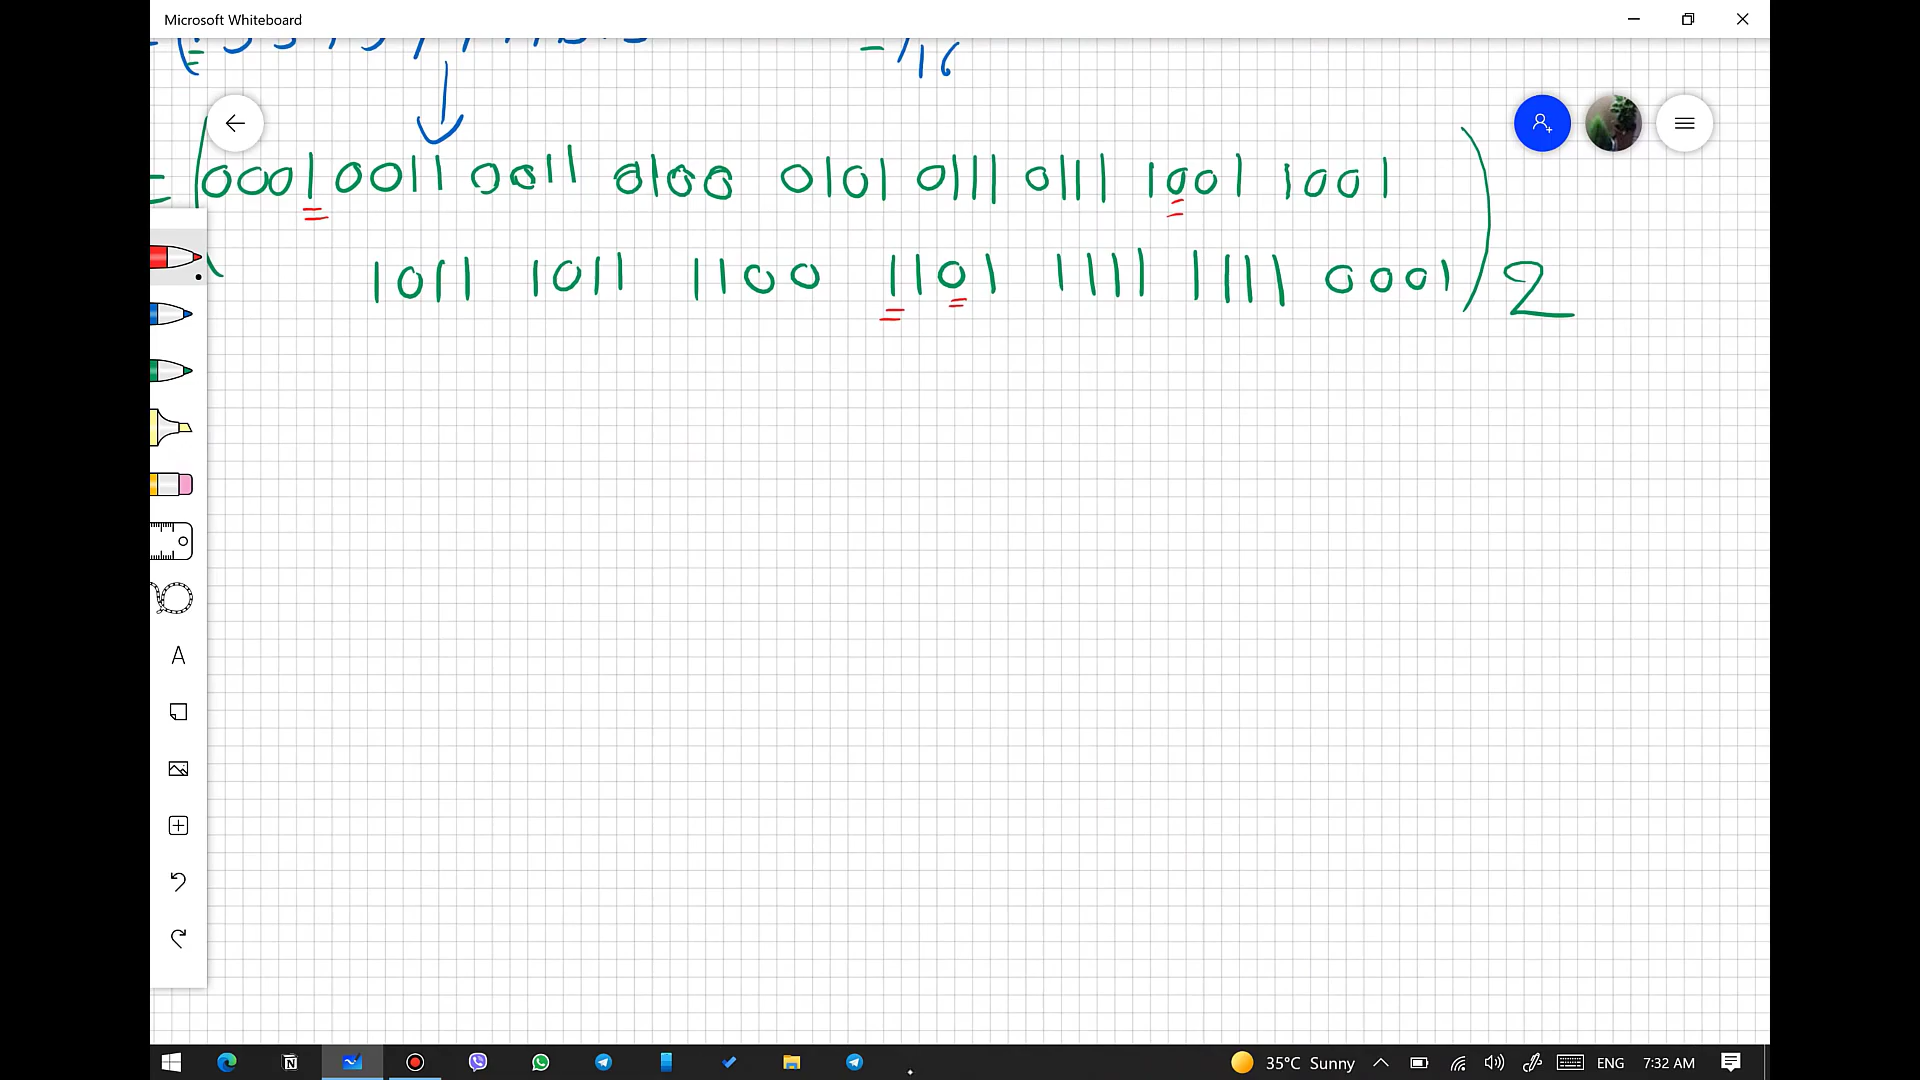 Microsoft Whiteboard
16
= (0001 0011 0011 0100 0101 0111 0111 1001 1001
1011 1011 1100 1101 1111 1111 0001)2
A
35°C Sunny
ENG
7:32 AM